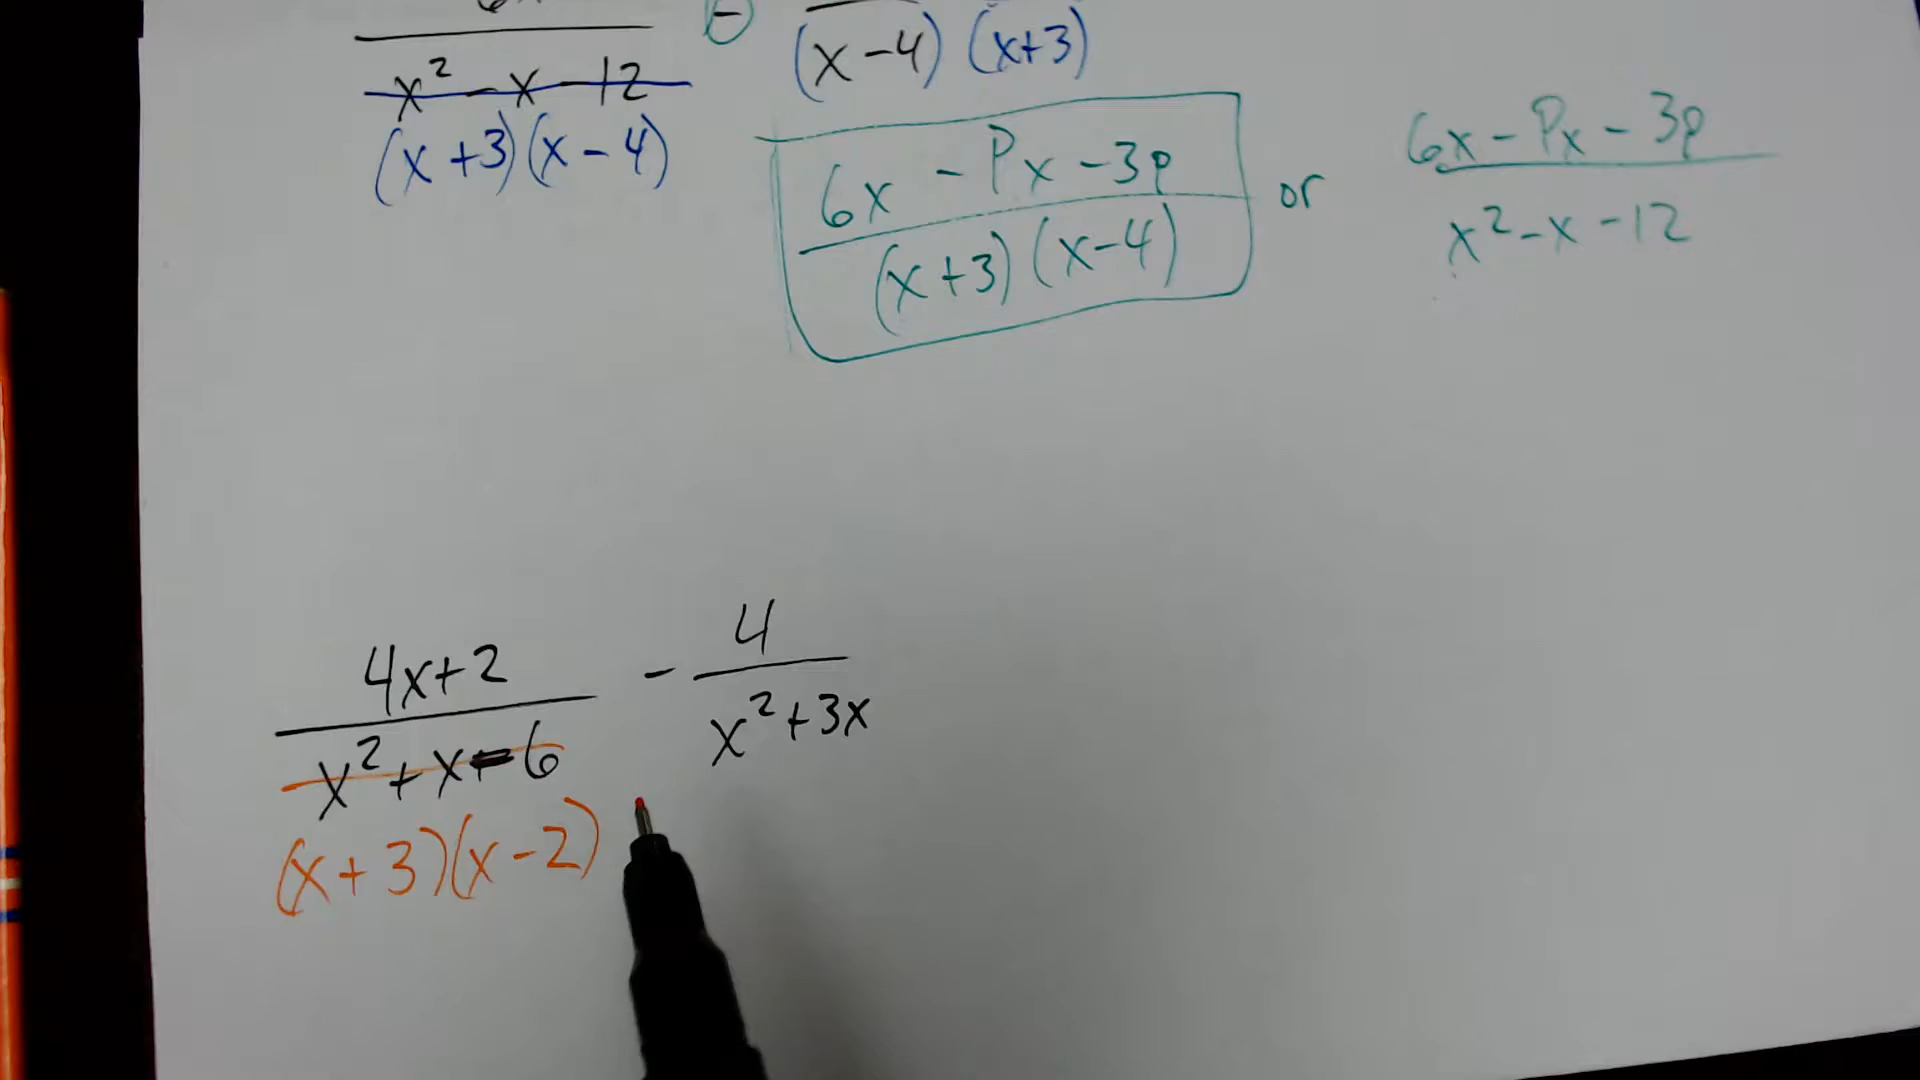 x² - x - 12
(x + 3)(x - 4)
-
(x - 4) (x+3)
6x - Px - 3p
(x+3)(x-4)
or
6x - Px - 3p
x² - x - 12
4x+2
x² + x - 6
(x + 3)(x - 2)
-
4
x² + 3x